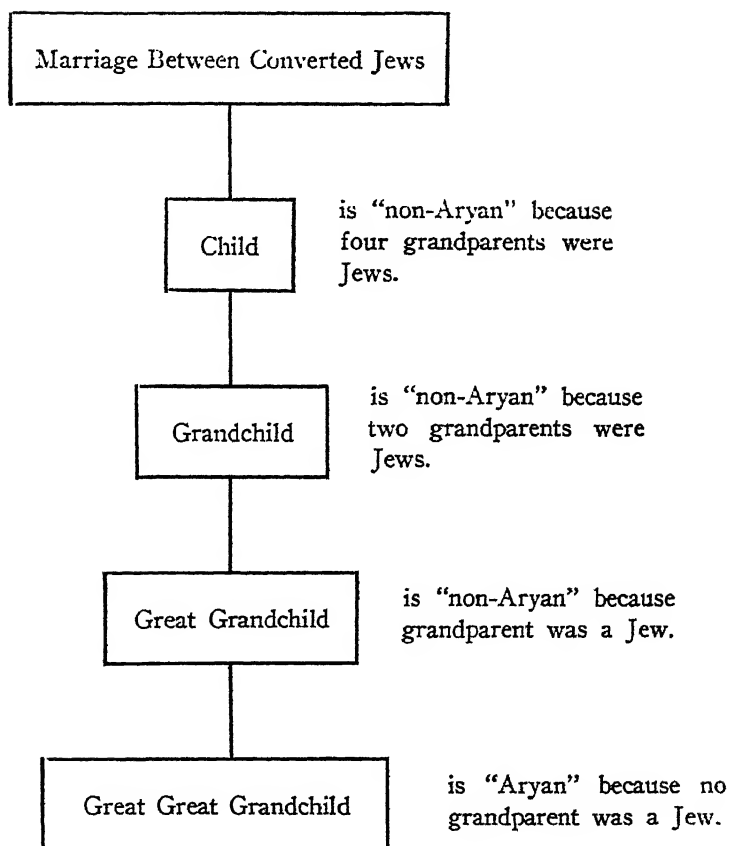 Marriage Between Converted Jews
Child
is “non-Aryan” because
four grandparents were
Jews.
Grandchild
is “non-Aryan” because
two grandparents were
Jews.
Great Grandchild
is “non-Aryan” because
grandparent was a Jew.
Great Great Grandchild
is “Aryan” because no
grandparent was a Jew.